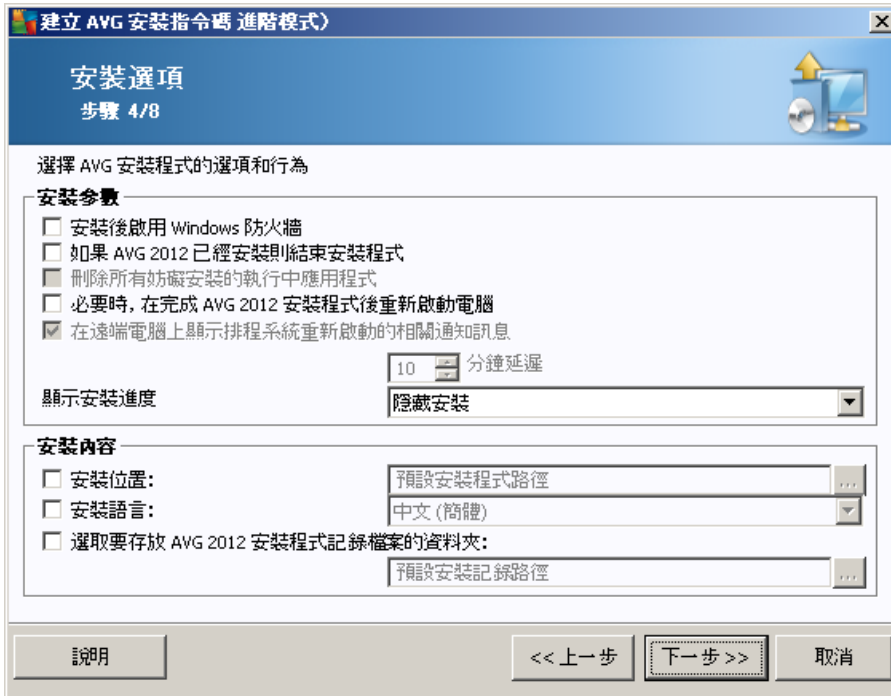 建立 AVG 安裝指令碼 進階模式)
安裝選項
步驟 4/8
選擇 AVG 安裝程式的選項和行為
安裝參數
安裝後啟用 Windows 防火牆
如果 AVG 2012 已經安裝則結束安裝程式
刪除所有妨礙安裝的執行中應用程式
必要時, 在完成 AVG 2012 安裝程式後重新啟動電腦
在遠端電腦上顯示排程系統重新啟動的相關通知訊息
10 分鐘延遲
顯示安裝進度 隱藏安裝
安裝內容
安裝位置: 預設安裝程式路徑 ...
安裝語言: 中文 (簡體)
選取要存放 AVG 2012 安裝程式記錄檔案的資料夾:
預設安裝記錄路徑 ...
說明 << 上一步 下一步 >> 取消